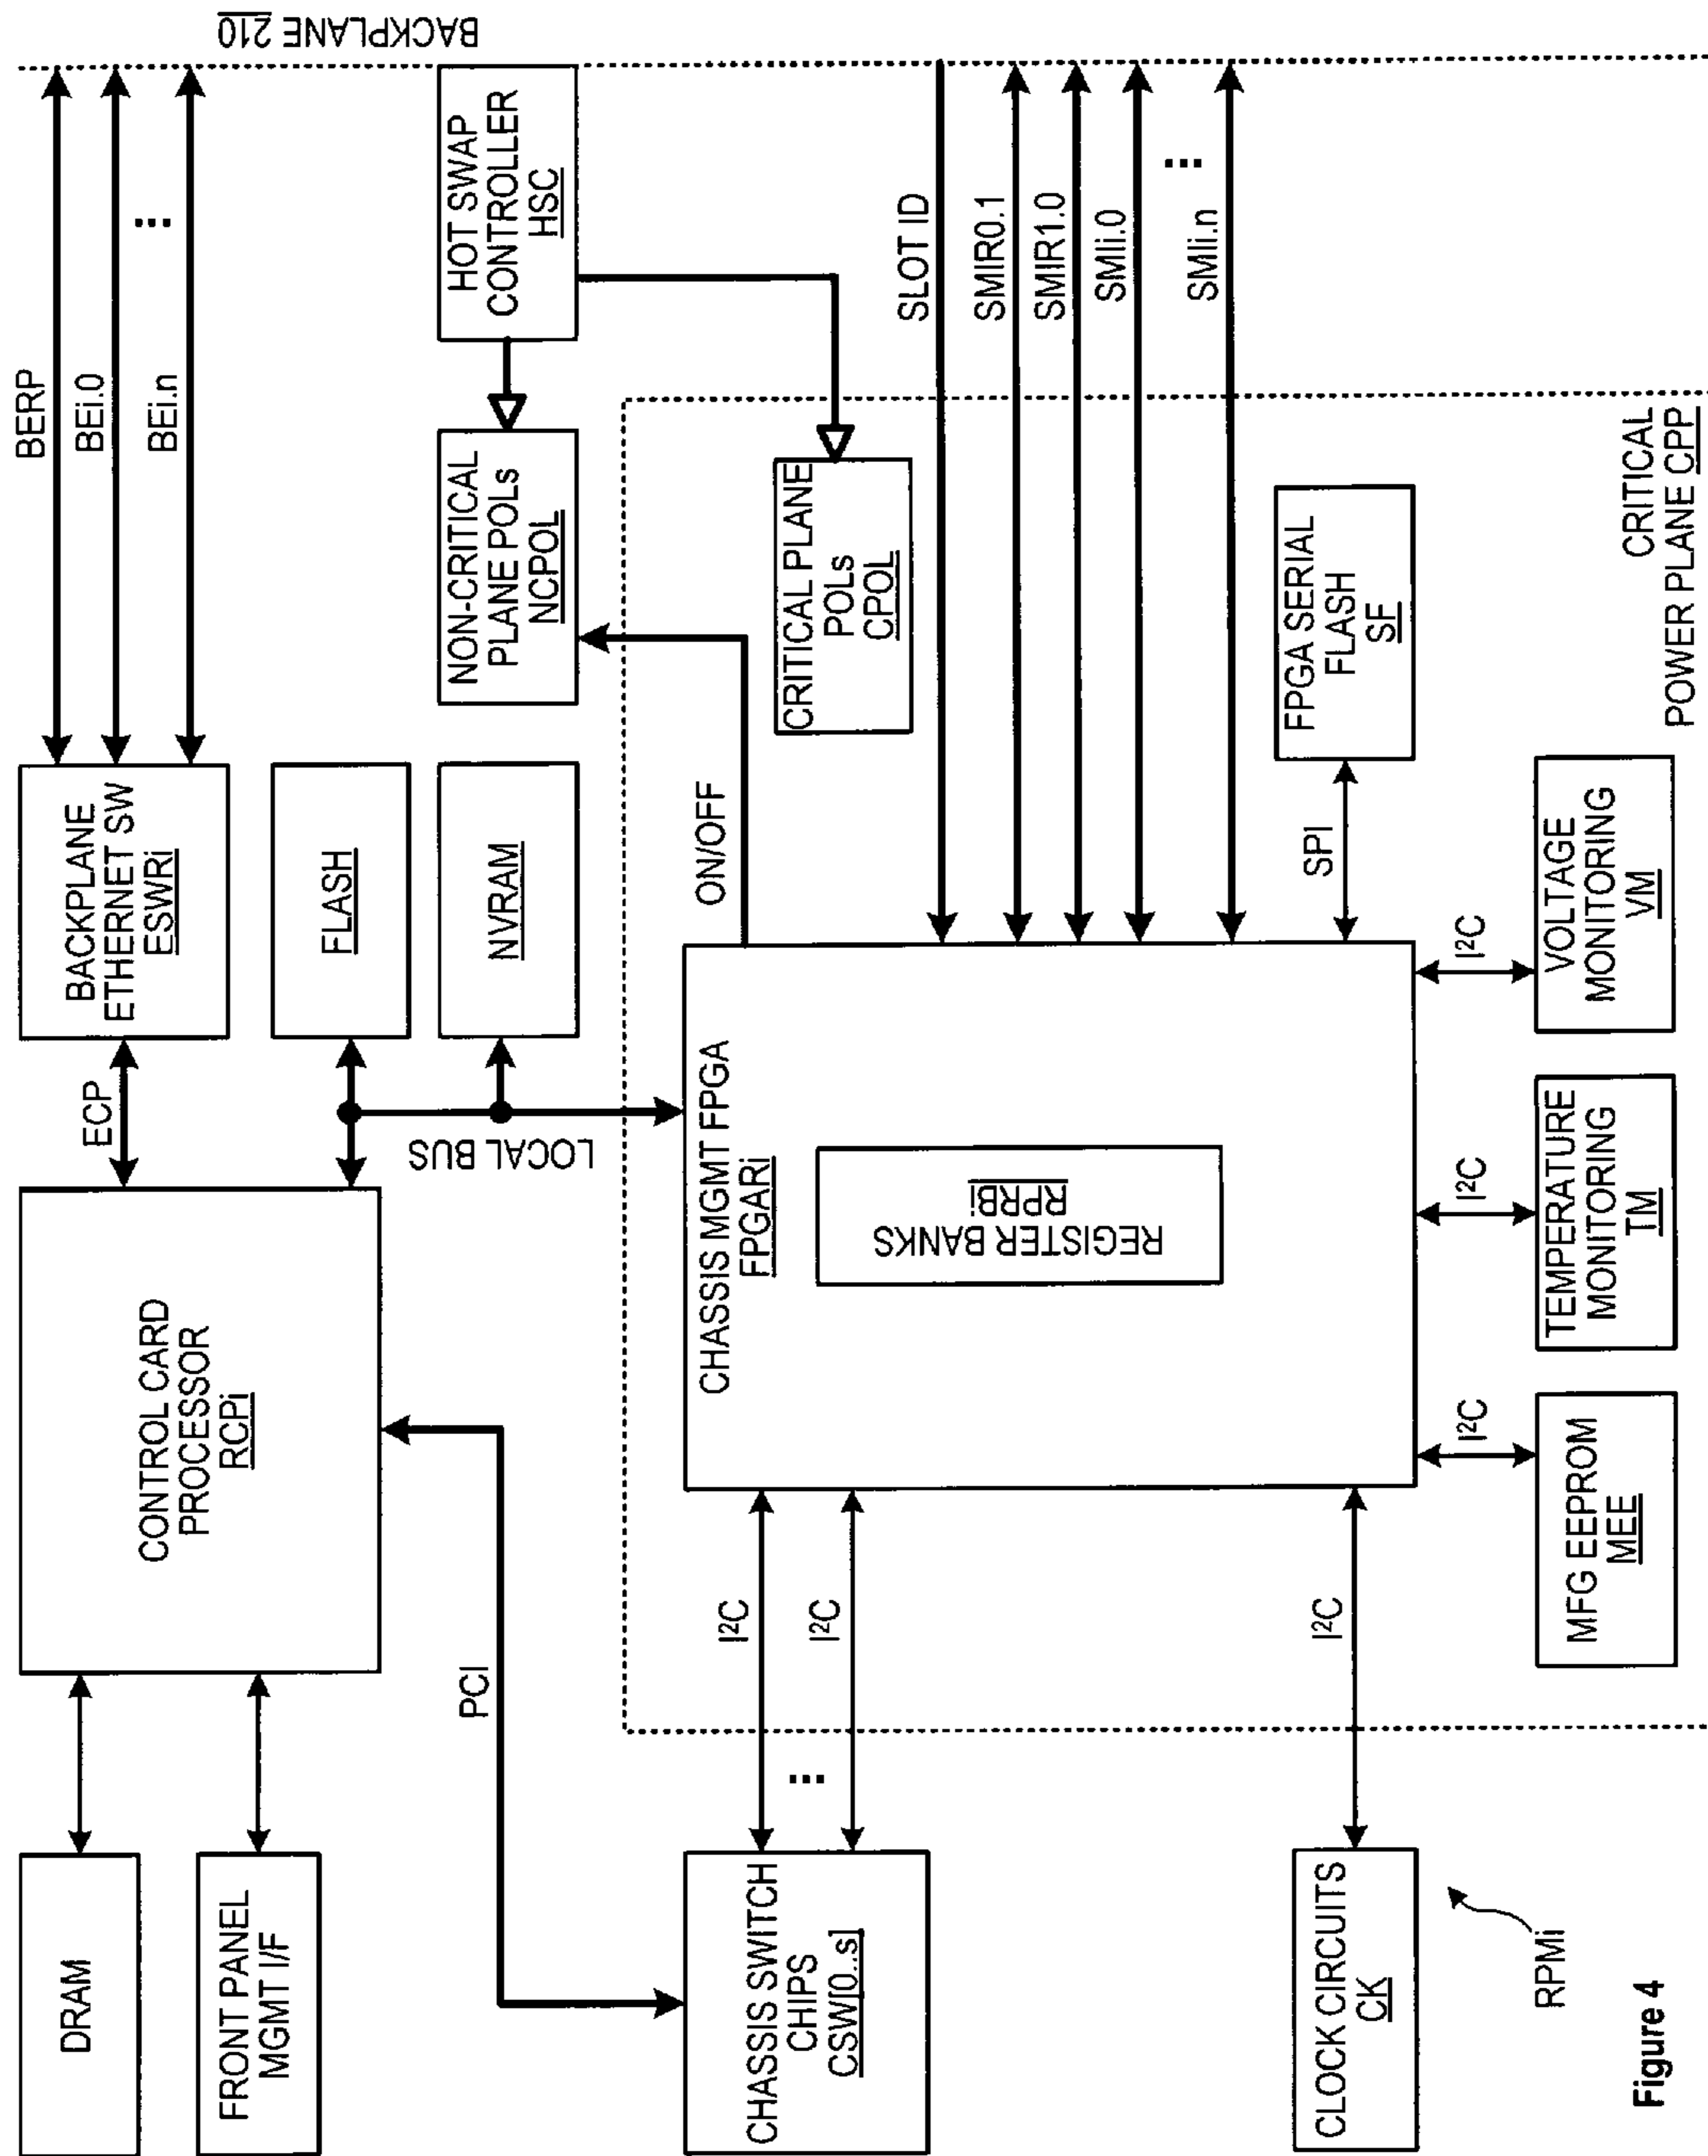 DRAM
FRONT PANEL
MGMT I/F
CONTROL CARD
PROCESSOR
RCPi
ECP
BACKPLANE
ETHERNET SW
ESWRi
BERP
BEi.0
...
BEi.n
BACKPLANE 210
FLASH
NVRAM
LOCAL BUS
PCI
HOT SWAP
CONTROLLER
HSC
NON-CRITICAL
PLANE POLs
NCPOL
CRITICAL PLANE
POLs
CPOL
ON/OFF
CHASSIS SWITCH
CHIPS
CSW[0..s]
I²C
...
I²C
CHASSIS MGMT FPGA
FPGARi
REGISTER BANKS
RPRBi
SLOT ID
SMIR0.1
SMIR1.0
SMIi.0
...
SMIi.n
CLOCK CIRCUITS
CK
I²C
SPI
FPGA SERIAL
FLASH
SF
I²C
I²C
I²C
MFG EEPROM
MEE
TEMPERATURE
MONITORING
TM
VOLTAGE
MONITORING
VM
CRITICAL
POWER PLANE CPP
RPMi
Figure 4